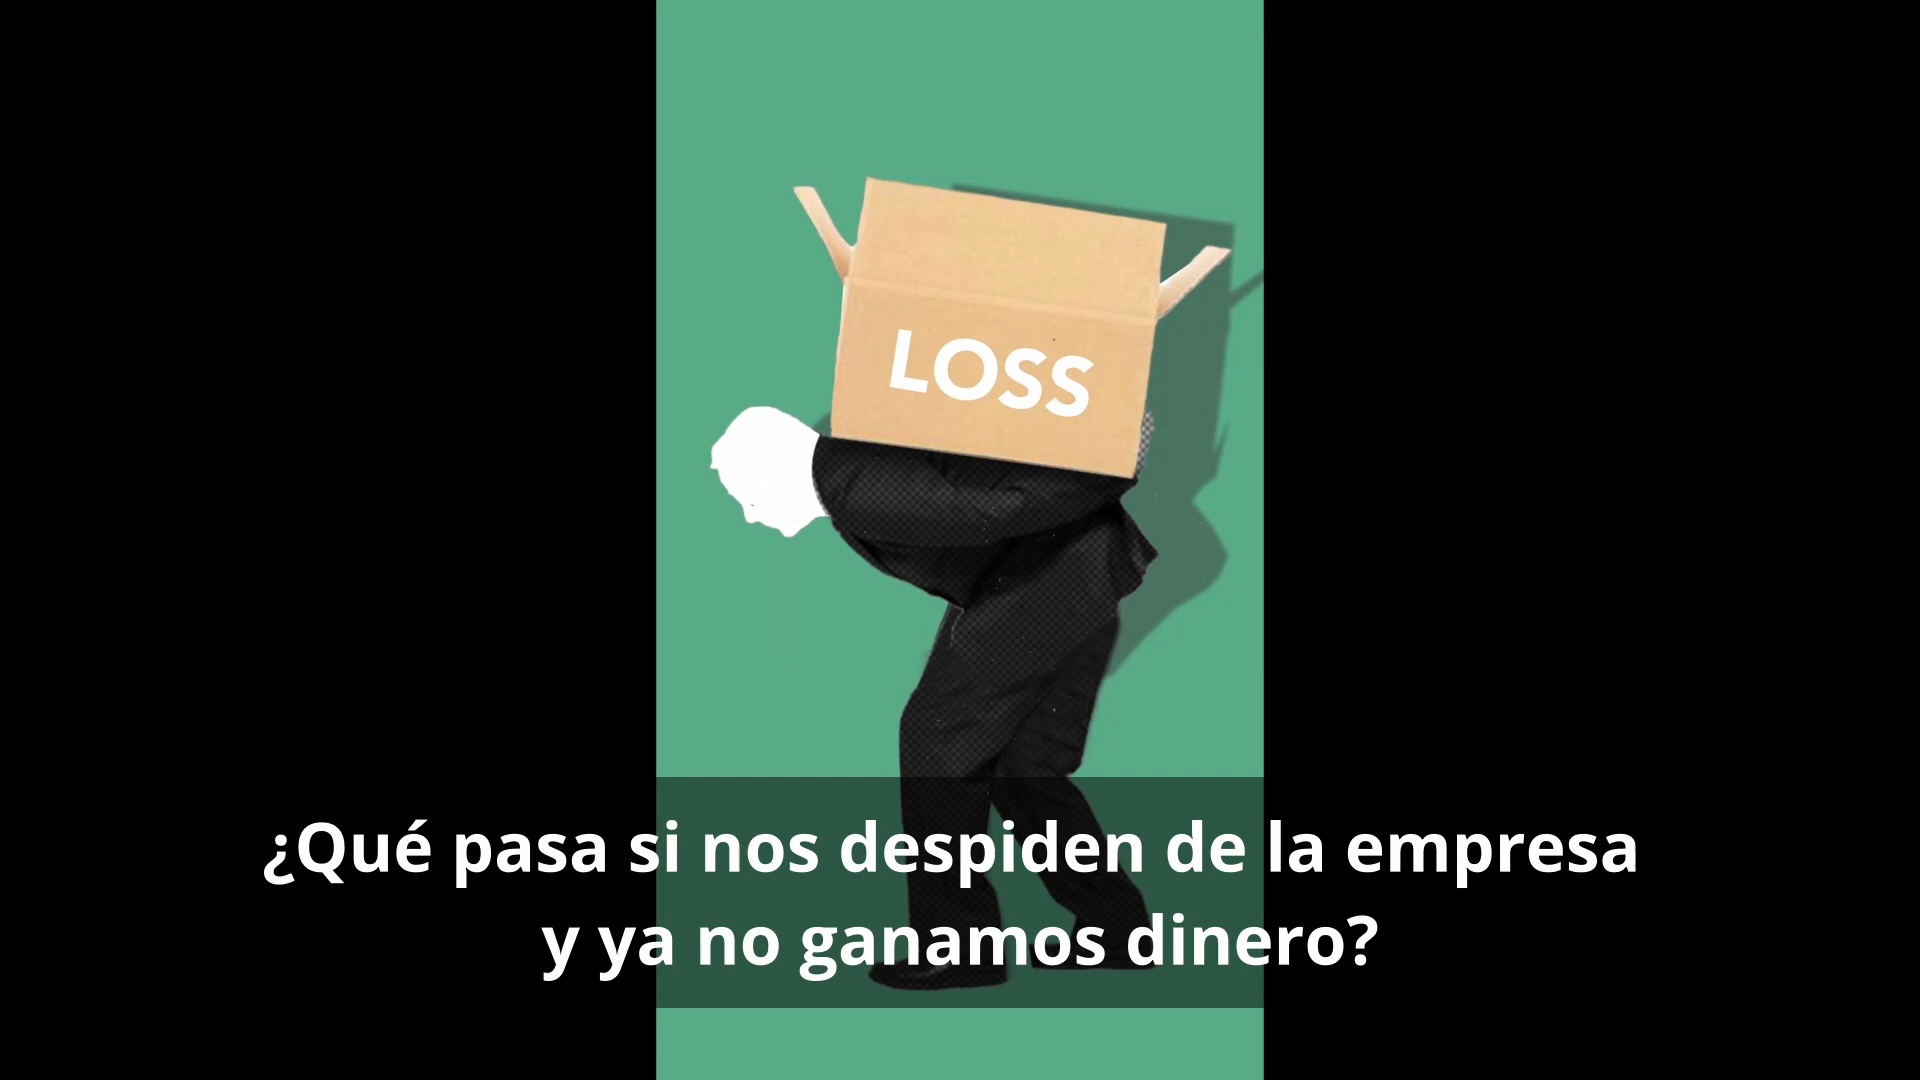 LOSS
¿Qué pasa si nos despiden de la empresa
y ya no ganamos dinero?